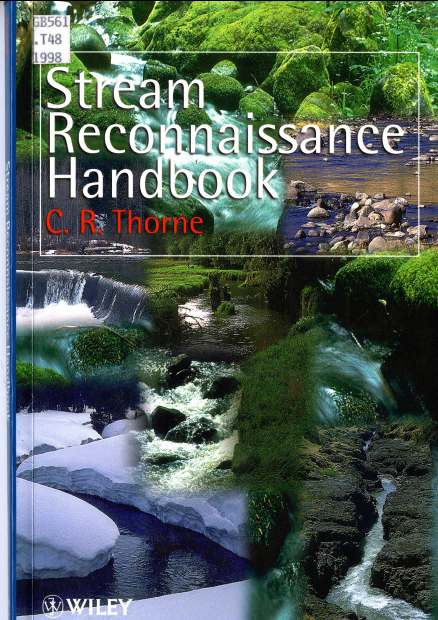 GB561
.T48
1998
Stream
Reconnaissance
Handbook
C. R. Thorne
WILEY